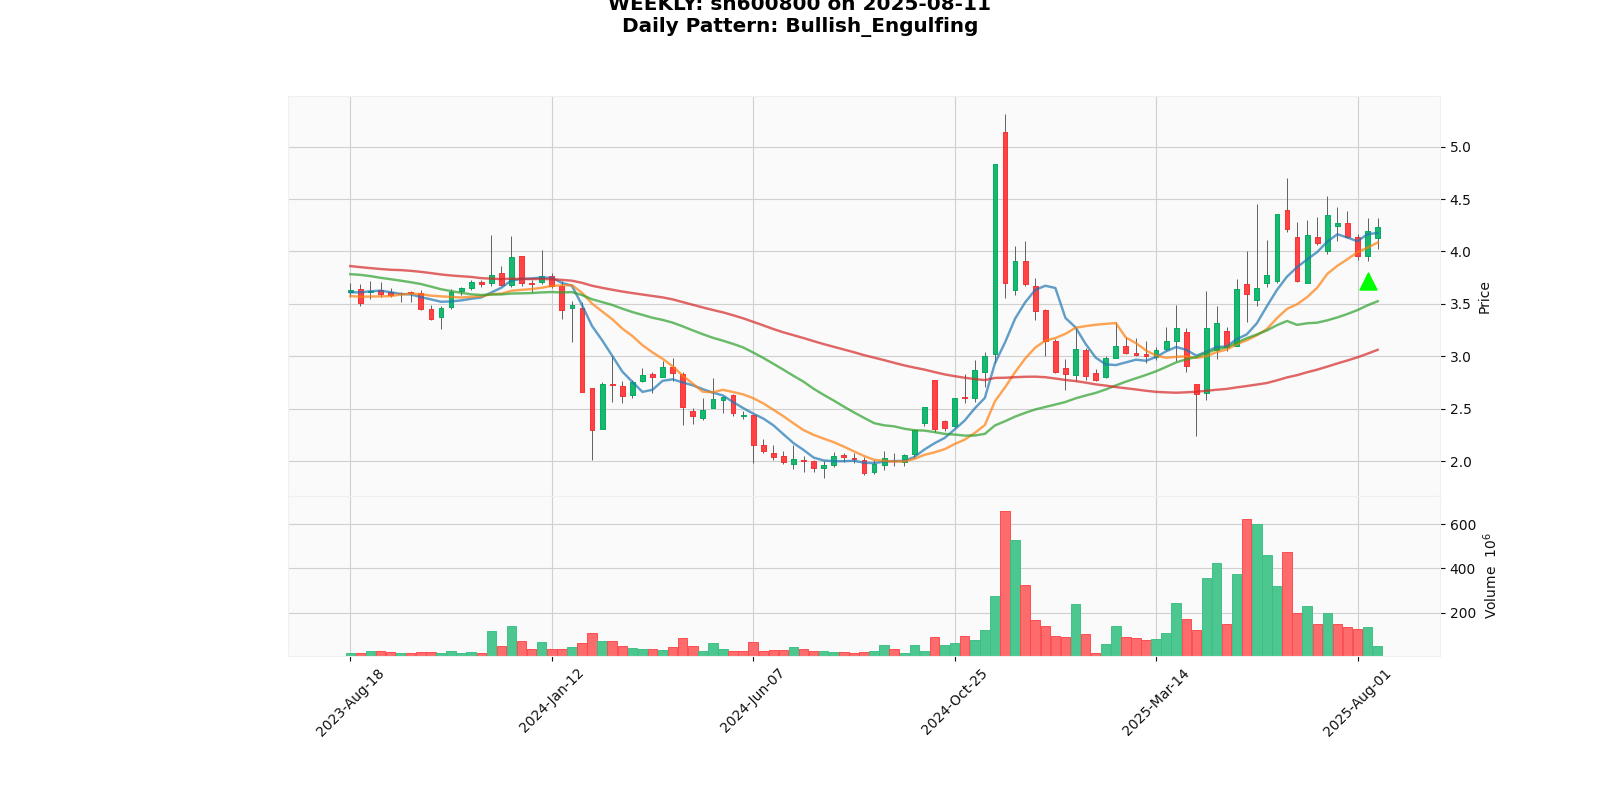 WEEKLY: sh600800 on 2025-08-11
Daily Pattern: Bullish_Engulfing
5.0
4.5
4.0
3.5
3.0
2.5
2.0
Price
600
400
200
Volume 10^6
2023-Aug-18
2024-Jan-12
2024-Jun-07
2024-Oct-25
2025-Mar-14
2025-Aug-01